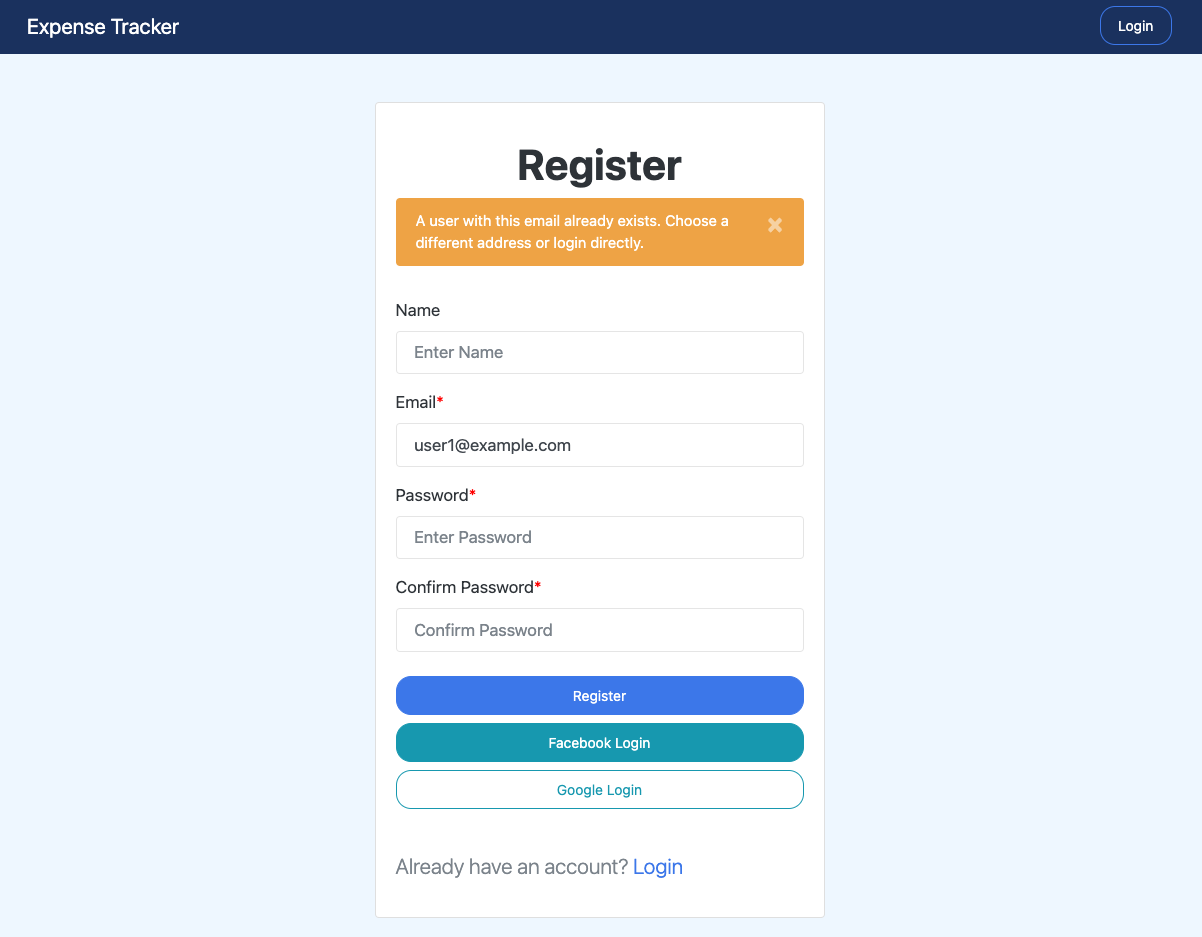 Expense Tracker
Login
Register
A user with this email already exists. Choose a
different address or login directly.
×
Name
Enter Name
Email*
user1@example.com
Password*
Enter Password
Confirm Password*
Confirm Password
Register
Facebook Login
Google Login
Already have an account? Login